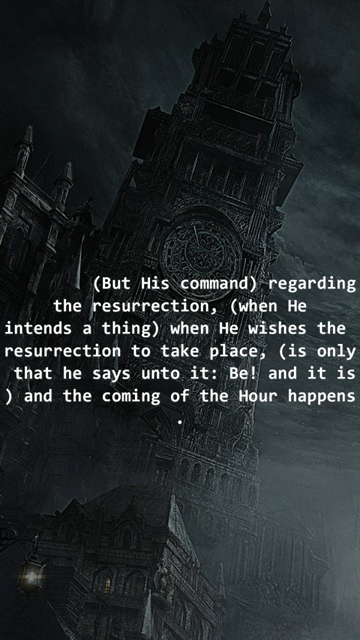 (But His command) regarding
the resurrection, (when He
intends a thing) when He wishes the
resurrection to take place, (is only
that he says unto it: Be! and it is
) and the coming of the Hour happens
.